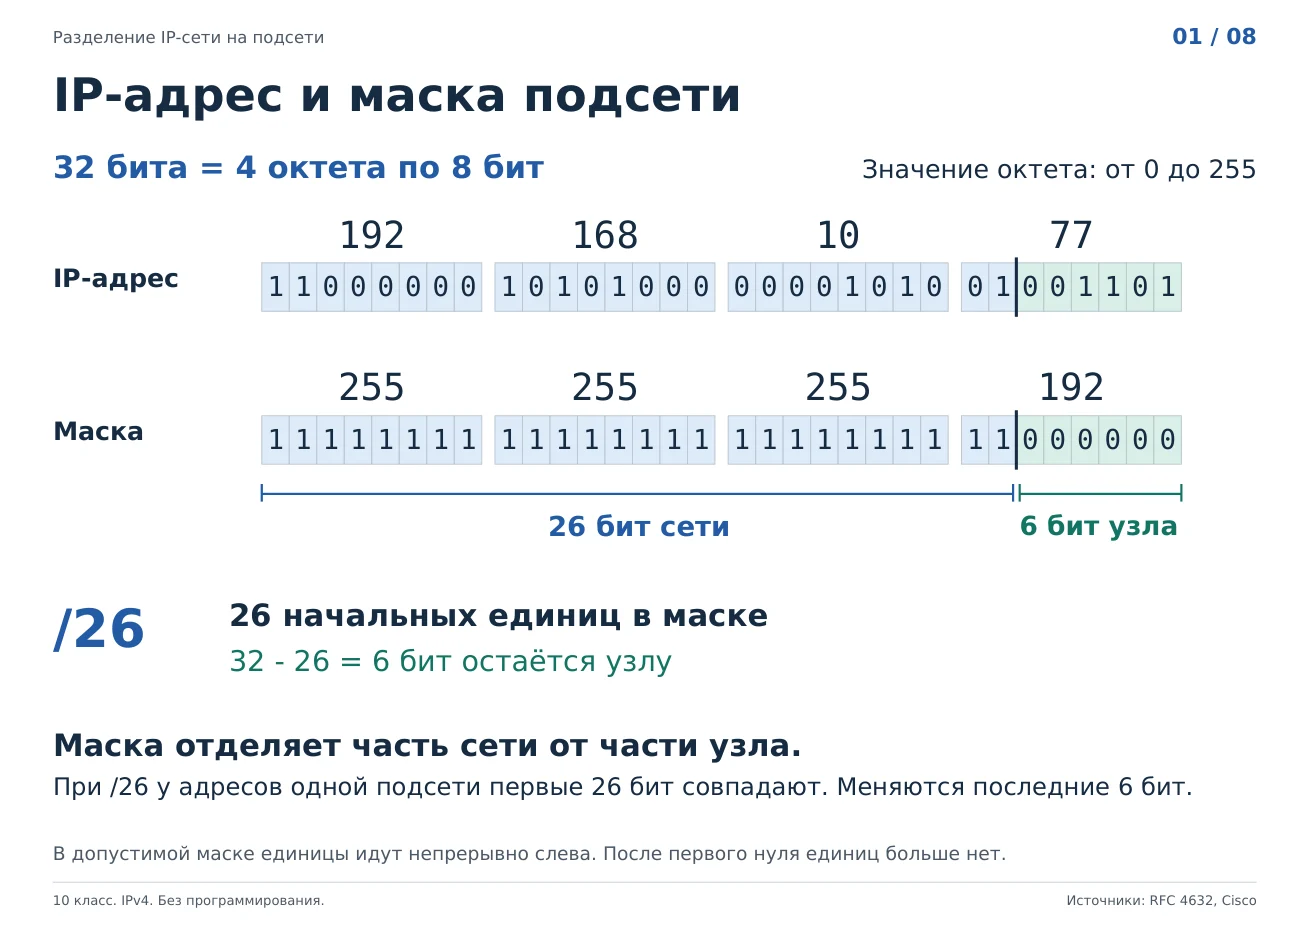 Разделение IP-сети на подсети
01 / 08
IP-адрес и маска подсети
32 бита = 4 октета по 8 бит
Значение октета: от 0 до 255
192 168 10 77
IP-адрес
1 1 0 0 0 0 0 0 1 0 1 0 1 0 0 0 0 0 0 0 1 0 1 0 0 1 0 0 1 1 0 1
255 255 255 192
Маска
1 1 1 1 1 1 1 1 1 1 1 1 1 1 1 1 1 1 1 1 1 1 1 1 1 1 0 0 0 0 0 0
26 бит сети
6 бит узла
/26
26 начальных единиц в маске
32 - 26 = 6 бит остаётся узлу
Маска отделяет часть сети от части узла.
При /26 у адресов одной подсети первые 26 бит совпадают. Меняются последние 6 бит.
В допустимой маске единицы идут непрерывно слева. После первого нуля единиц больше нет.
10 класс. IPv4. Без программирования.
Источники: RFC 4632, Cisco